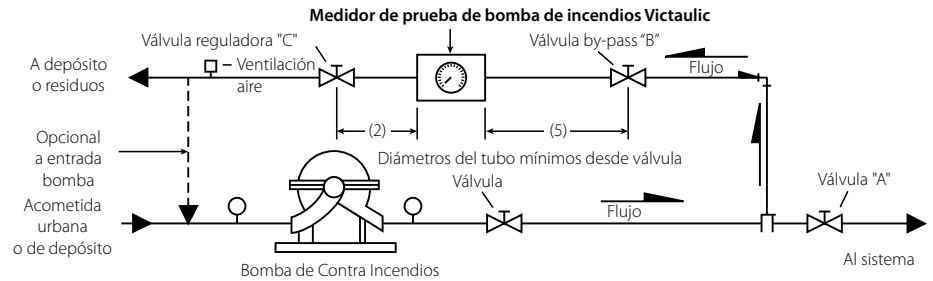 Medidor de prueba de bomba de incendios Victaulic
Válvula reguladora "C"
Válvula by-pass “B”
A depósito
o residuos
Ventilación
aire
Flujo
(2)
(5)
Opcional
a entrada
bomba
Diámetros del tubo mínimos desde válvula
Válvula
Válvula "A"
Acometida
urbana
o de depósito
Flujo
Al sistema
Bomba de Contra Incendios